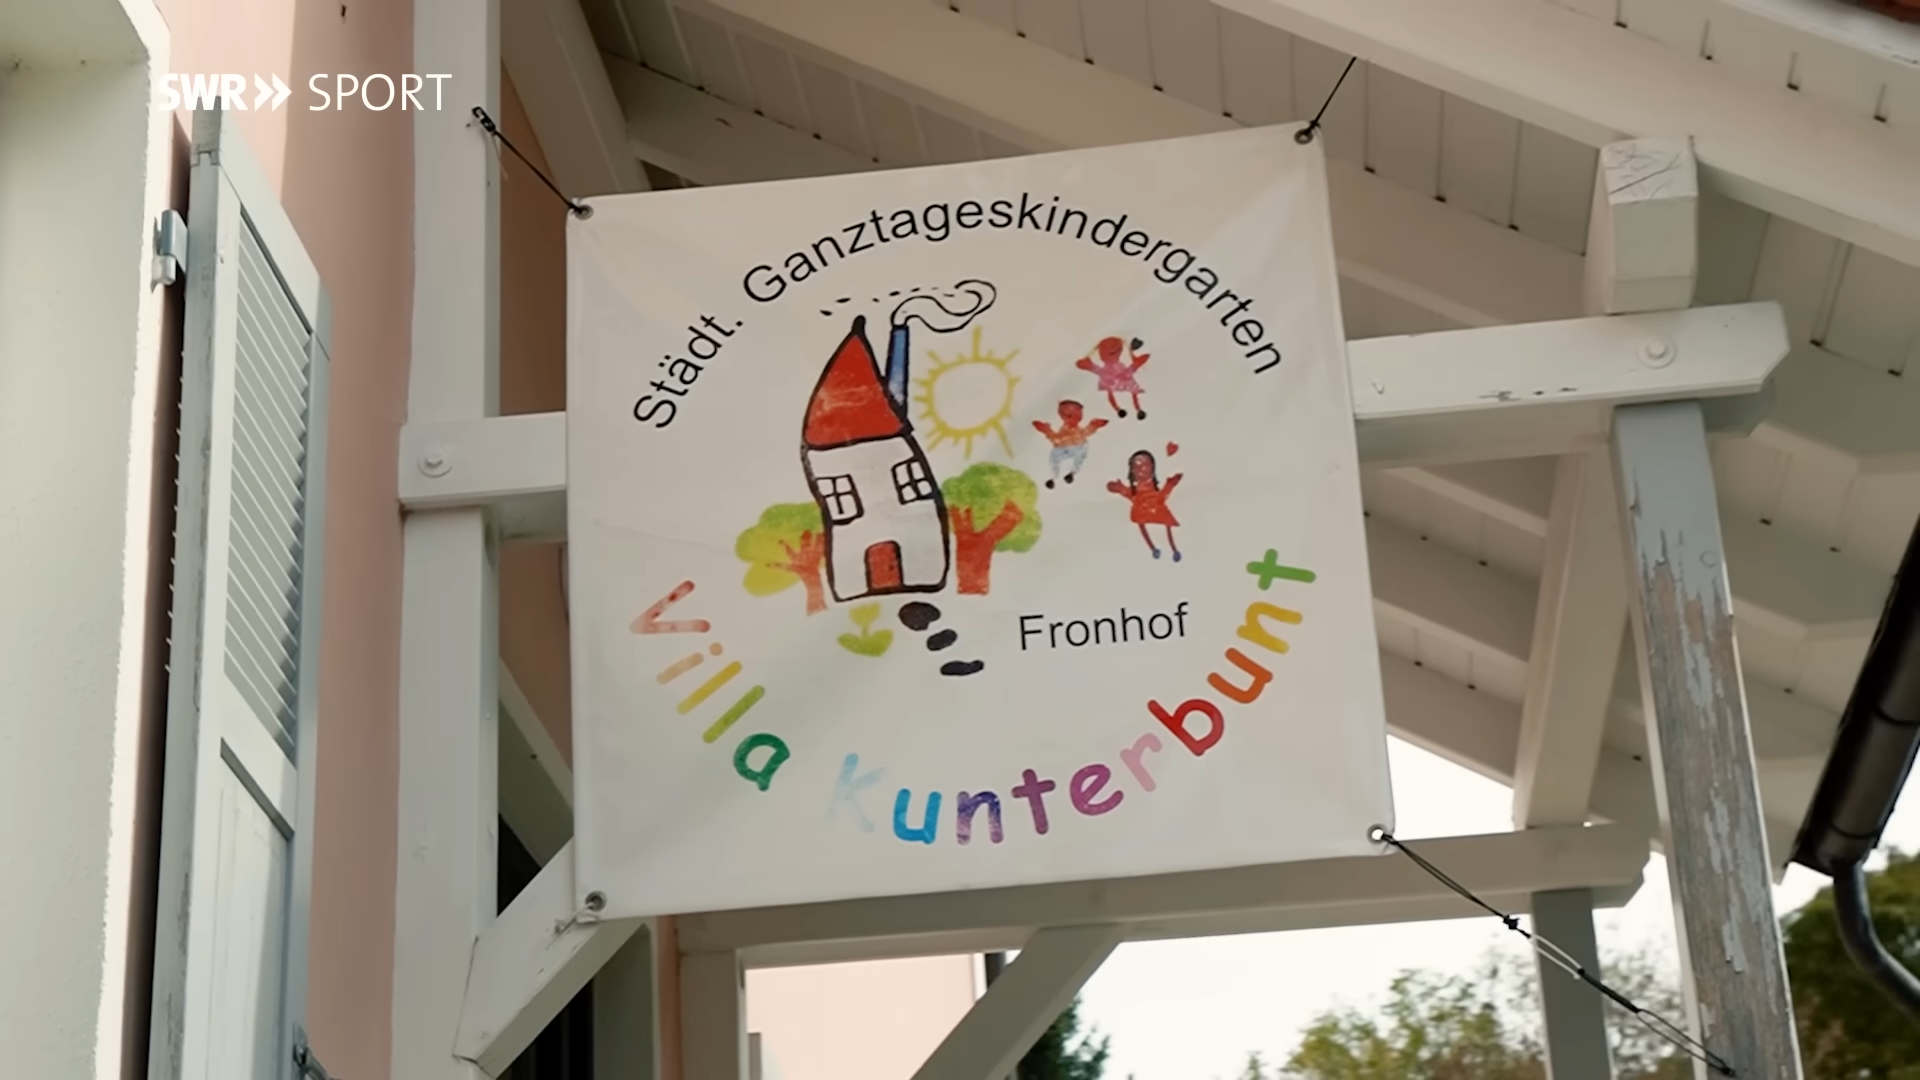 SWR» SPORT
Städt. Ganztageskindergarten
Fronhof
Villa Kunterbunt